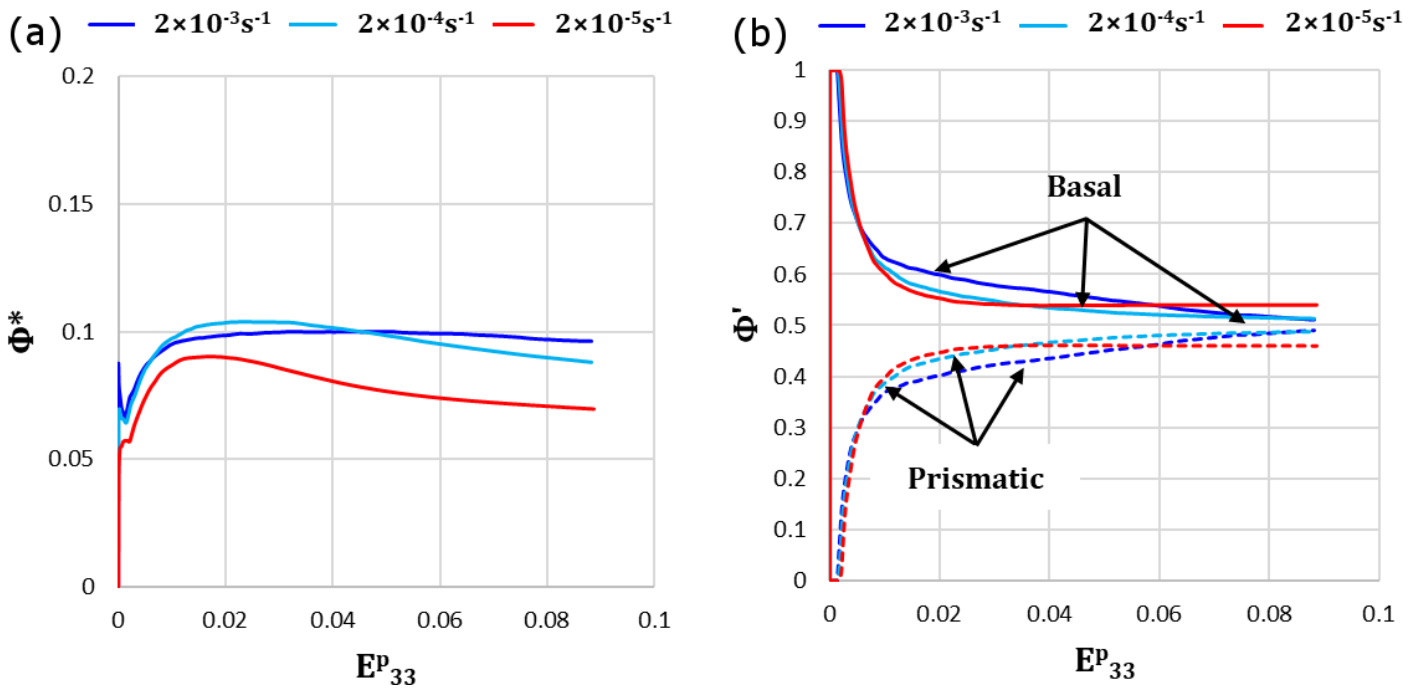 (a)
2×10⁻³s⁻¹ 2×10⁻⁴s⁻¹ 2×10⁻⁵s⁻¹
0.2
0.15
0.1
0.05
0
Φ*
0 0.02 0.04 0.06 0.08 0.1
Eᵖ₃₃
(b)
2×10⁻³s⁻¹ 2×10⁻⁴s⁻¹ 2×10⁻⁵s⁻¹
1
0.9
0.8
0.7
0.6
0.5
0.4
0.3
0.2
0.1
0
Φ'
Basal
Prismatic
0 0.02 0.04 0.06 0.08 0.1
Eᵖ₃₃